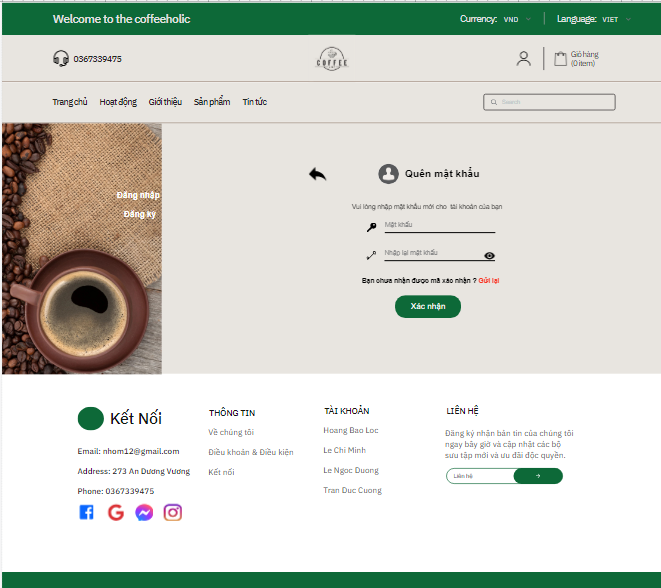 Welcome to the coffeeholic
Currency: VND
Language: VIET
0367339475
COFFEE
Giỏ hàng
(0 item)
Trang chủ Hoạt động Giới thiệu Sản phẩm Tin tức
Search
Đăng nhập
Đăng ký
Quên mật khẩu
Vui lòng nhập mật khẩu mới cho tài khoản của bạn
Mật khẩu
Nhập lại mật khẩu
Bạn chưa nhận được mã xác nhận ? Gửi lại
Xác nhận
Kết Nối
Email: nhom12@gmail.com
Address: 273 An Dương Vương
Phone: 0367339475
THÔNG TIN
Về chúng tôi
Điều khoản & Điều kiện
Kết nối
TÀI KHOẢN
Hoang Bao Loc
Le Chi Minh
Le Ngoc Duong
Tran Duc Cuong
LIÊN HỆ
Đăng ký nhận bản tin của chúng tôi
ngay bây giờ và cập nhật các bộ
sưu tập mới và ưu đãi độc quyền.
Liên hệ